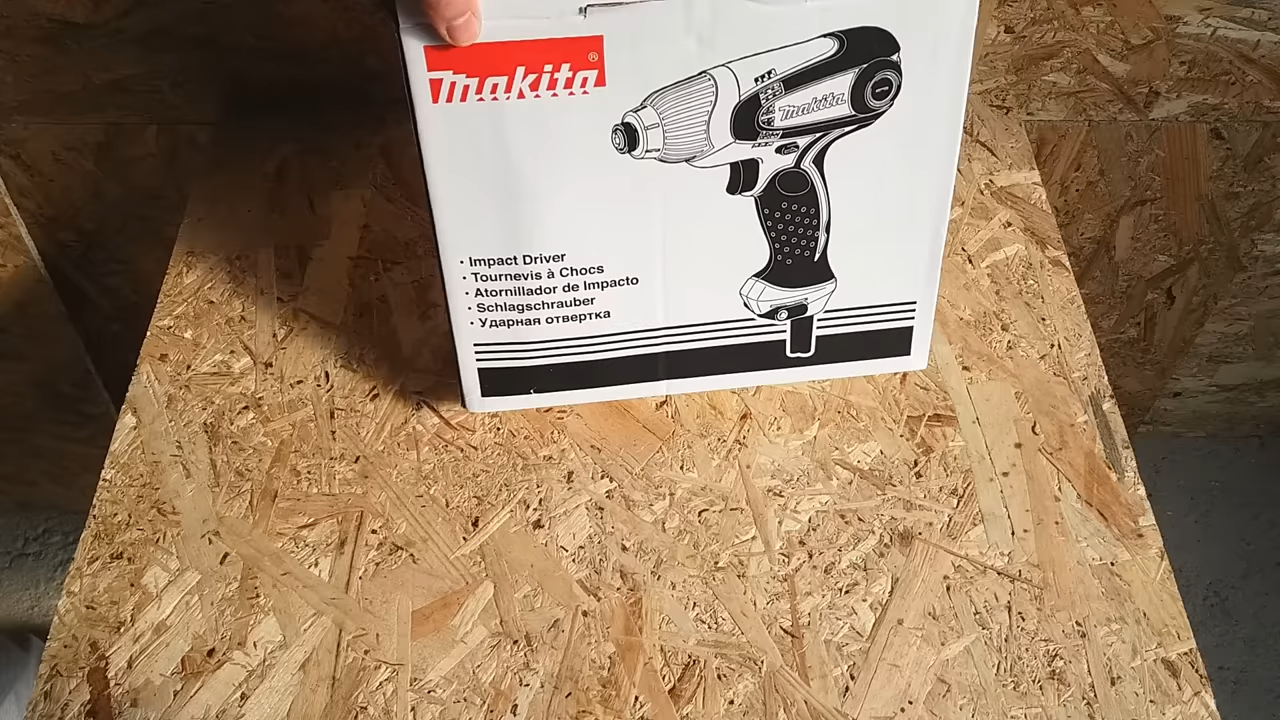 makita®
makita
• Impact Driver
• Tournevis à Chocs
• Atornillador de Impacto
• Schlagschrauber
• Ударная отвертка